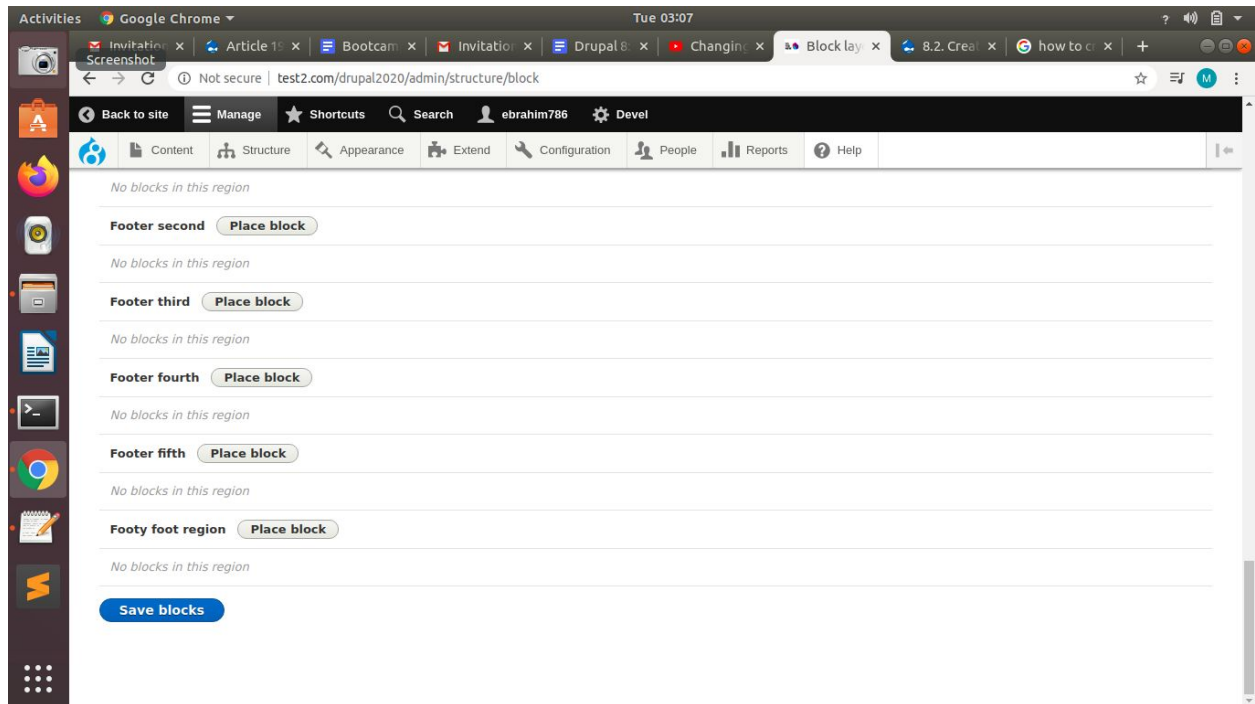 Activities Google Chrome Tue 03:07 ?
Invitation Article 19 Bootcam Invitation Drupal 8 Changing Block lay 8.2. Creat how to c
Screenshot
Not secure test2.com/drupal2020/admin/structure/block M
Back to site Manage Shortcuts Search ebrahim786 Devel
Content Structure Appearance Extend Configuration People Reports Help
No blocks in this region
Footer second Place block
No blocks in this region
Footer third Place block
No blocks in this region
Footer fourth Place block
No blocks in this region
Footer fifth Place block
No blocks in this region
Footy foot region Place block
No blocks in this region
Save blocks